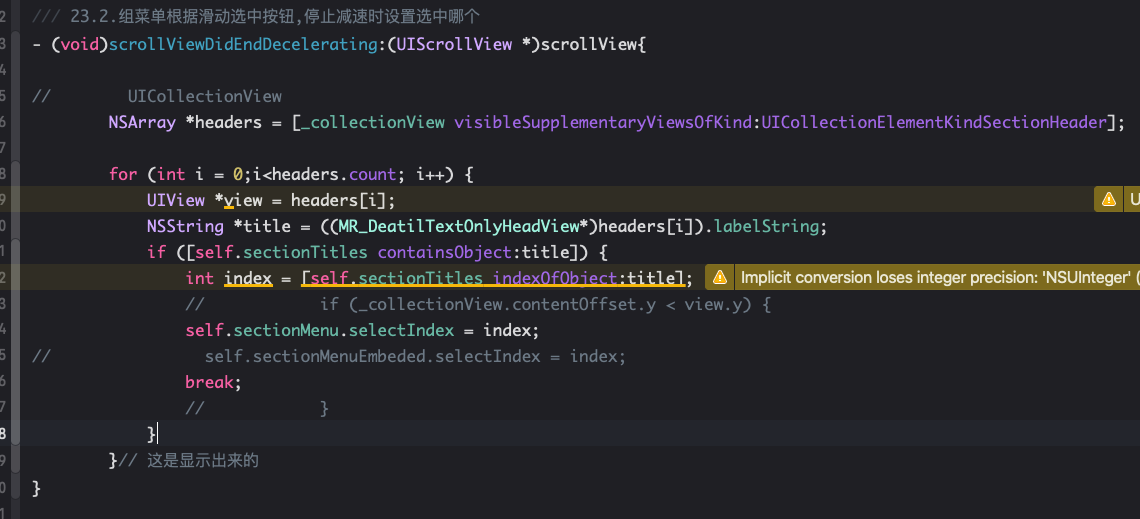 2 /// 23.2.组菜单根据滑动选中按钮,停止减速时设置选中哪个
3 - (void)scrollViewDidEndDecelerating:(UIScrollView *)scrollView{
4
5 // UICollectionView
6 NSArray *headers = [_collectionView visibleSupplementaryViewsOfKind:UICollectionElementKindSectionHeader];
7
8 for (int i = 0;i<headers.count; i++) {
9 UIView *view = headers[i]; U
0 NSString *title = ((MR_DeatilTextOnlyHeadView*)headers[i]).labelString;
1 if ([self.sectionTitles containsObject:title]) {
2 int index = [self.sectionTitles indexOfObject:title]; Implicit conversion loses integer precision: 'NSUInteger' (
3 // if (_collectionView.contentOffset.y < view.y) {
4 self.sectionMenu.selectIndex = index;
5 // self.sectionMenuEmbeded.selectIndex = index;
6 break;
7 // }
8 }
9 }// 这是显示出来的
0 }
1